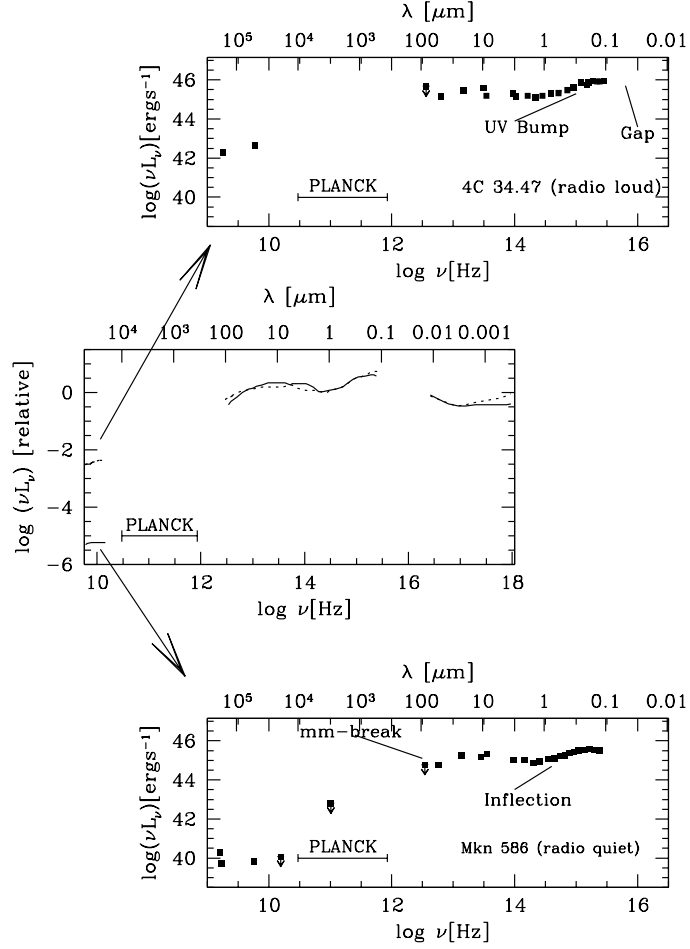 λ [μm]
10⁵ 10⁴ 10³ 100 10 1 0.1 0.01
46
44
42
40
log(νLν)[ergs⁻¹]
UV Bump
Gap
PLANCK
4C 34.47 (radio loud)
10 12 14 16
log ν[Hz]
λ [μm]
10⁴ 10³ 100 10 1 0.1 0.01 0.001
0
−2
−4
−6
log (νLν) [relative]
PLANCK
10 12 14 16 18
log ν[Hz]
λ [μm]
10⁵ 10⁴ 10³ 100 10 1 0.1 0.01
mm−break
46
44
42
40
log(νLν)[ergs⁻¹]
Inflection
PLANCK
Mkn 586 (radio quiet)
10 12 14 16
log ν[Hz]